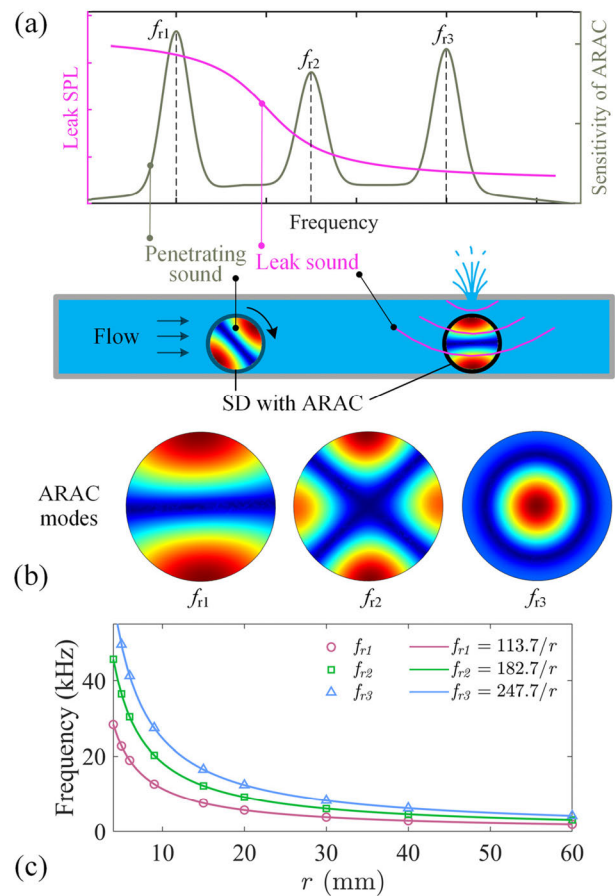 (a)
f_r1
f_r2
f_r3
Leak SPL
Sensitivity of ARAC
Frequency
Penetrating sound
Leak sound
Flow
SD with ARAC
ARAC modes
f_r1
f_r2
f_r3
(b)
Frequency (kHz)
40
20
0
f_r1
f_r1 = 113.7/r
f_r2
f_r2 = 182.7/r
f_r3
f_r3 = 247.7/r
10 20 30 40 50 60
r (mm)
(c)